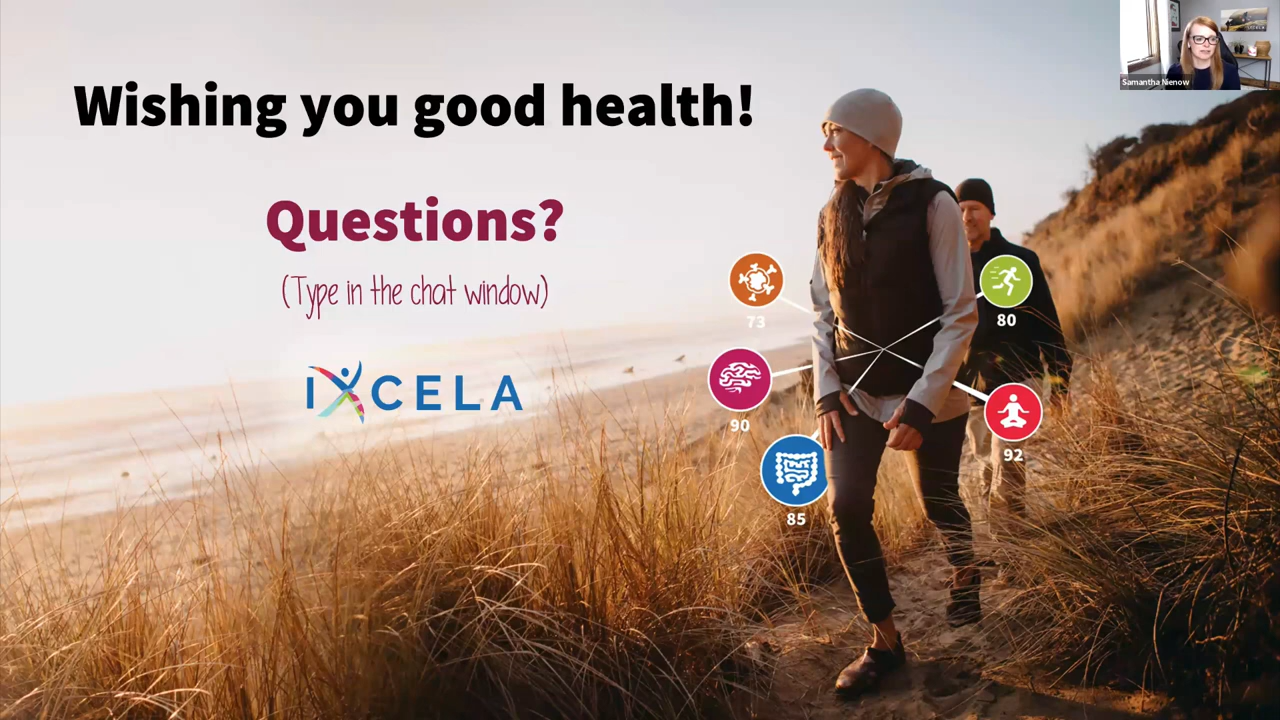 Wishing you good health!
Questions?
(Type in the chat window)
IXCELA
Samantha Nienow
73
80
90
92
85